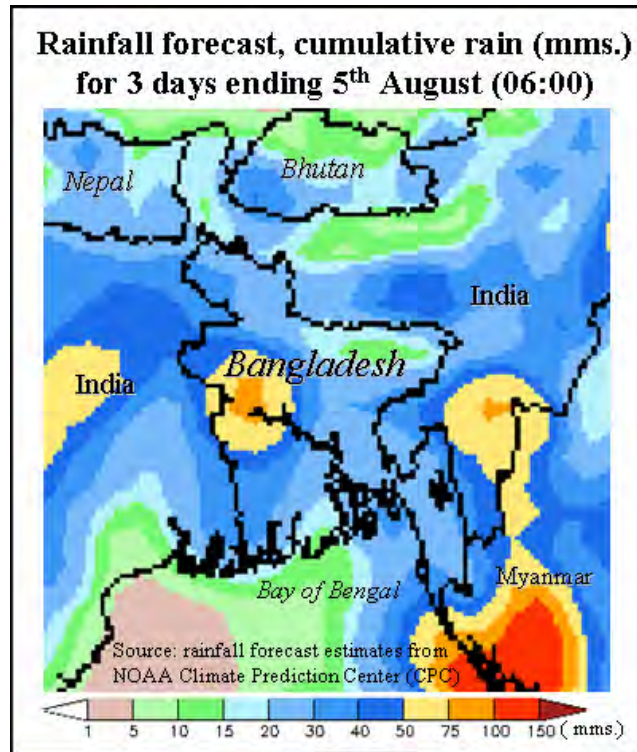 Rainfall forecast, cumulative rain (mms.)
for 3 days ending 5th August (06:00)
Nepal
Bhutan
India
Bangladesh
India
Myanmar
Bay of Bengal
Source: rainfall forecast estimates from
NOAA Climate Prediction Center (CPC)
1 5 10 15 20 30 40 50 75 100 150 ( mms.)